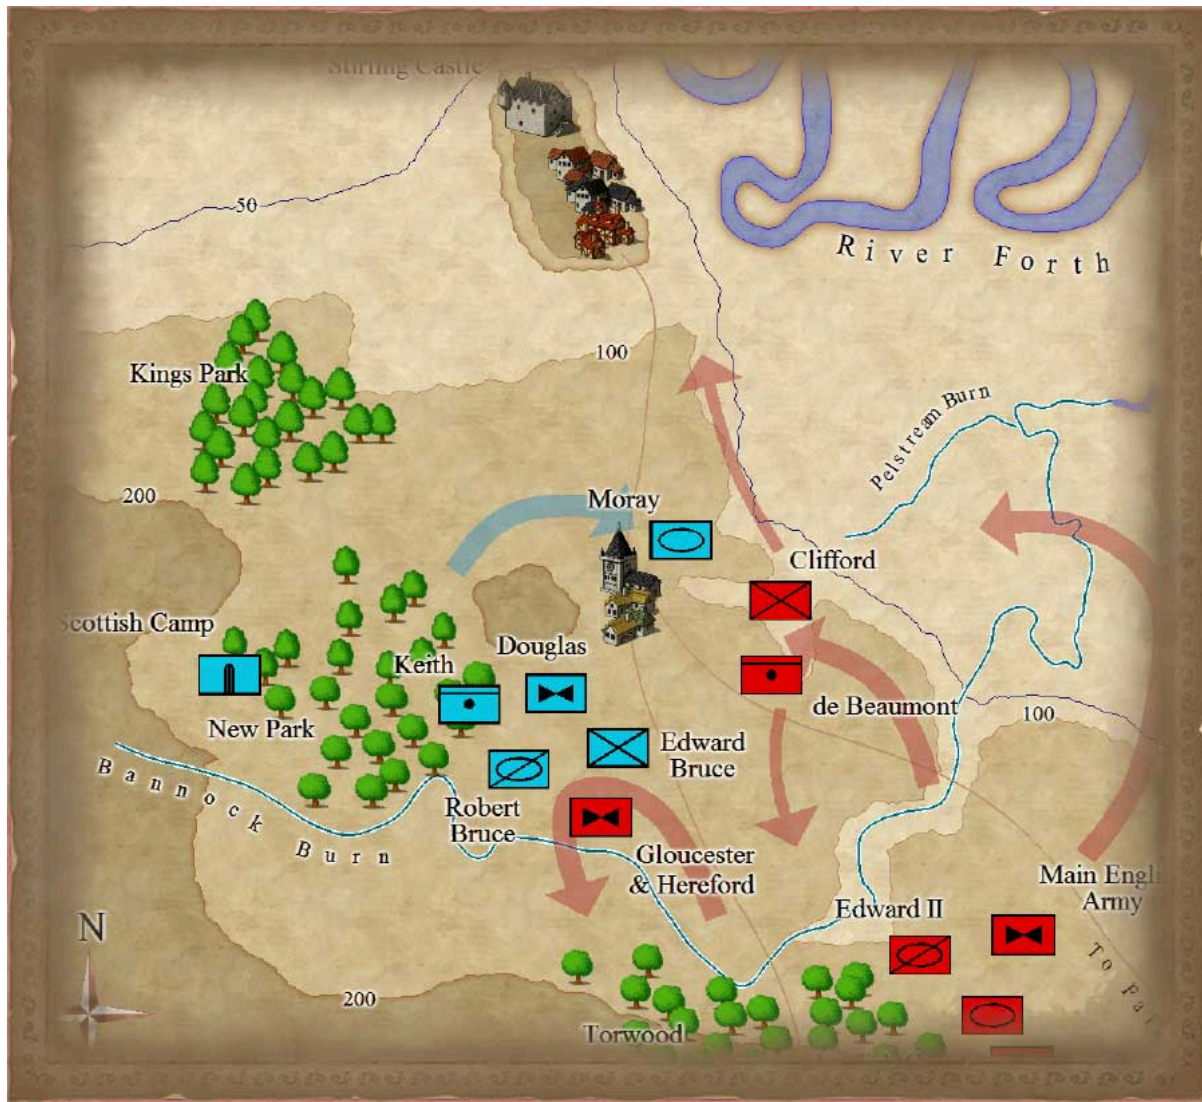 Stirling Castle
50
River Forth
100
Kings Park
Pelstream Burn
200
Moray
Clifford
Scottish Camp
Douglas
Keith
de Beaumont
100
New Park
Edward
Bruce
Bannock Burn
Robert
Bruce
Gloucester
& Hereford
Main Engli
Army
Edward II
N
To Fa
200
Torwood